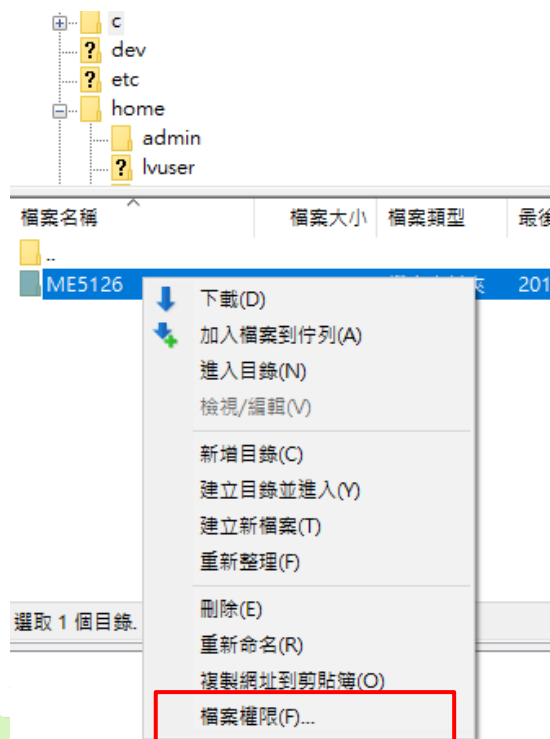 c
dev
etc
home
admin
lvuser
檔案名稱 檔案大小 檔案類型 最後
..
ME5126 201
下載(D)
加入檔案到佇列(A)
進入目錄(N)
檢視/編輯(V)
新增目錄(C)
建立目錄並進入(Y)
建立新檔案(T)
重新整理(F)
刪除(E)
選取 1 個目錄.
重新命名(R)
複製網址到剪貼簿(O)
檔案權限(F)...